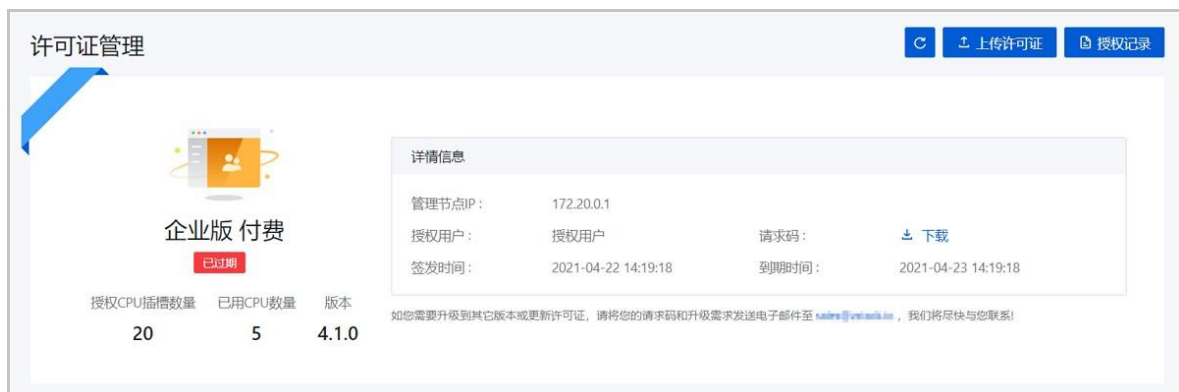 许可证管理
上传许可证
授权记录
企业版 付费
已过期
授权CPU插槽数量 已用CPU数量 版本
20 5 4.1.0
详情信息
管理节点IP： 172.20.0.1
授权用户： 授权用户 请求码： 下载
签发时间： 2021-04-22 14:19:18 到期时间： 2021-04-23 14:19:18
如您需要升级到其它版本或更新许可证，请将您的请求码和升级需求发送电子邮件至 ，我们将尽快与您联系!